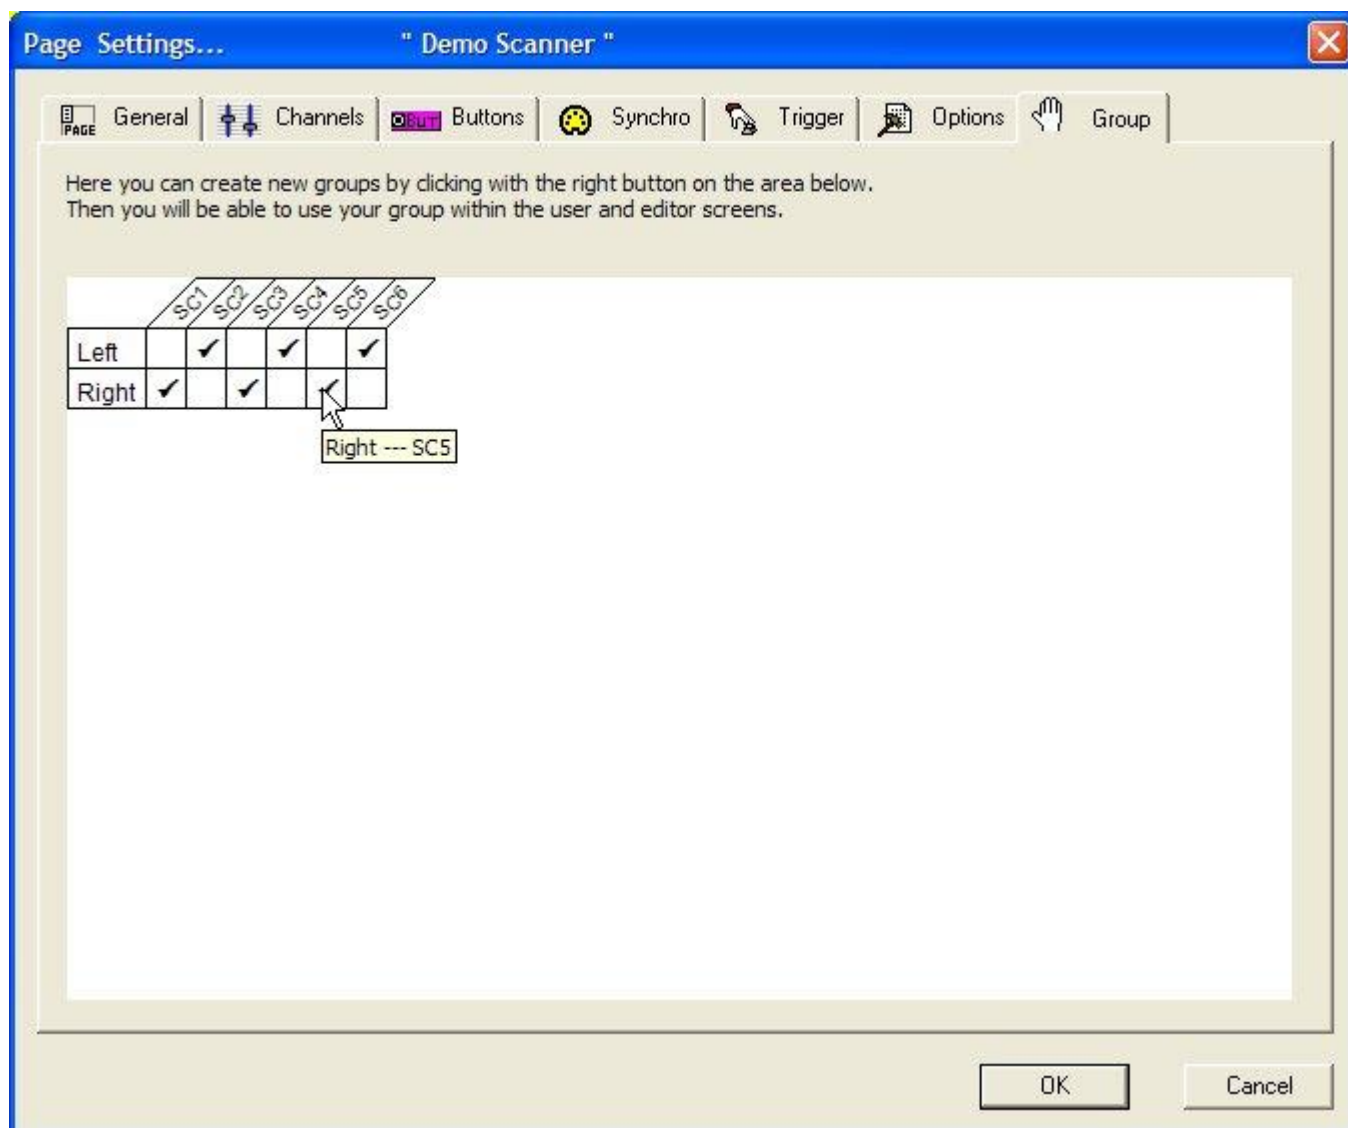 Page Settings... " Demo Scanner "
PAGE General Channels BUT Buttons Synchro Trigger Options Group
Here you can create new groups by clicking with the right button on the area below.
Then you will be able to use your group within the user and editor screens.
SC1 SC2 SC3 SC4 SC5 SC6
Left
Right
Right --- SC5
OK Cancel